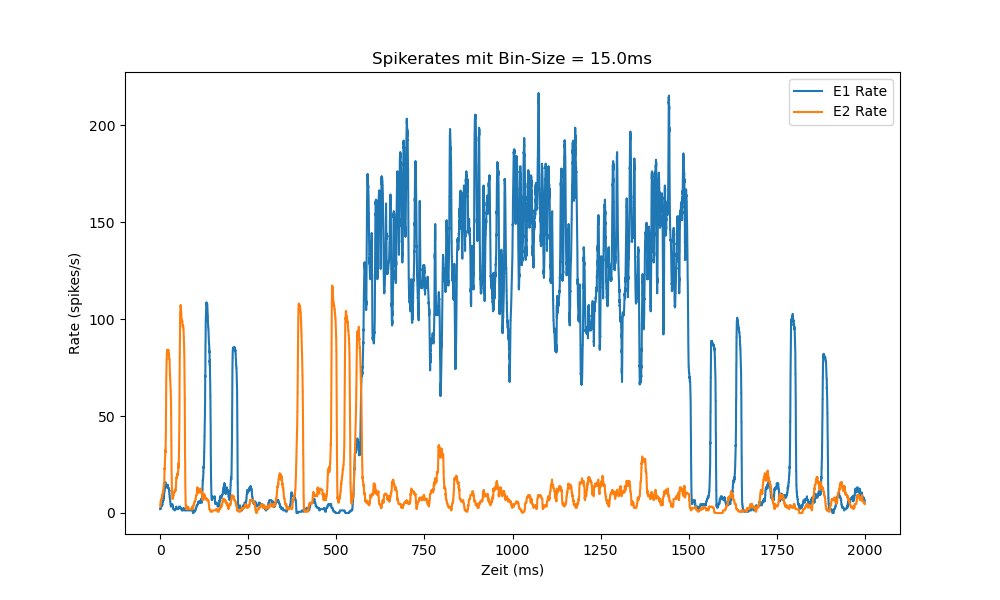 Spikerates mit Bin-Size = 15.0ms
E1 Rate
E2 Rate
Rate (spikes/s)
200
150
100
50
0
0 250 500 750 1000 1250 1500 1750 2000
Zeit (ms)